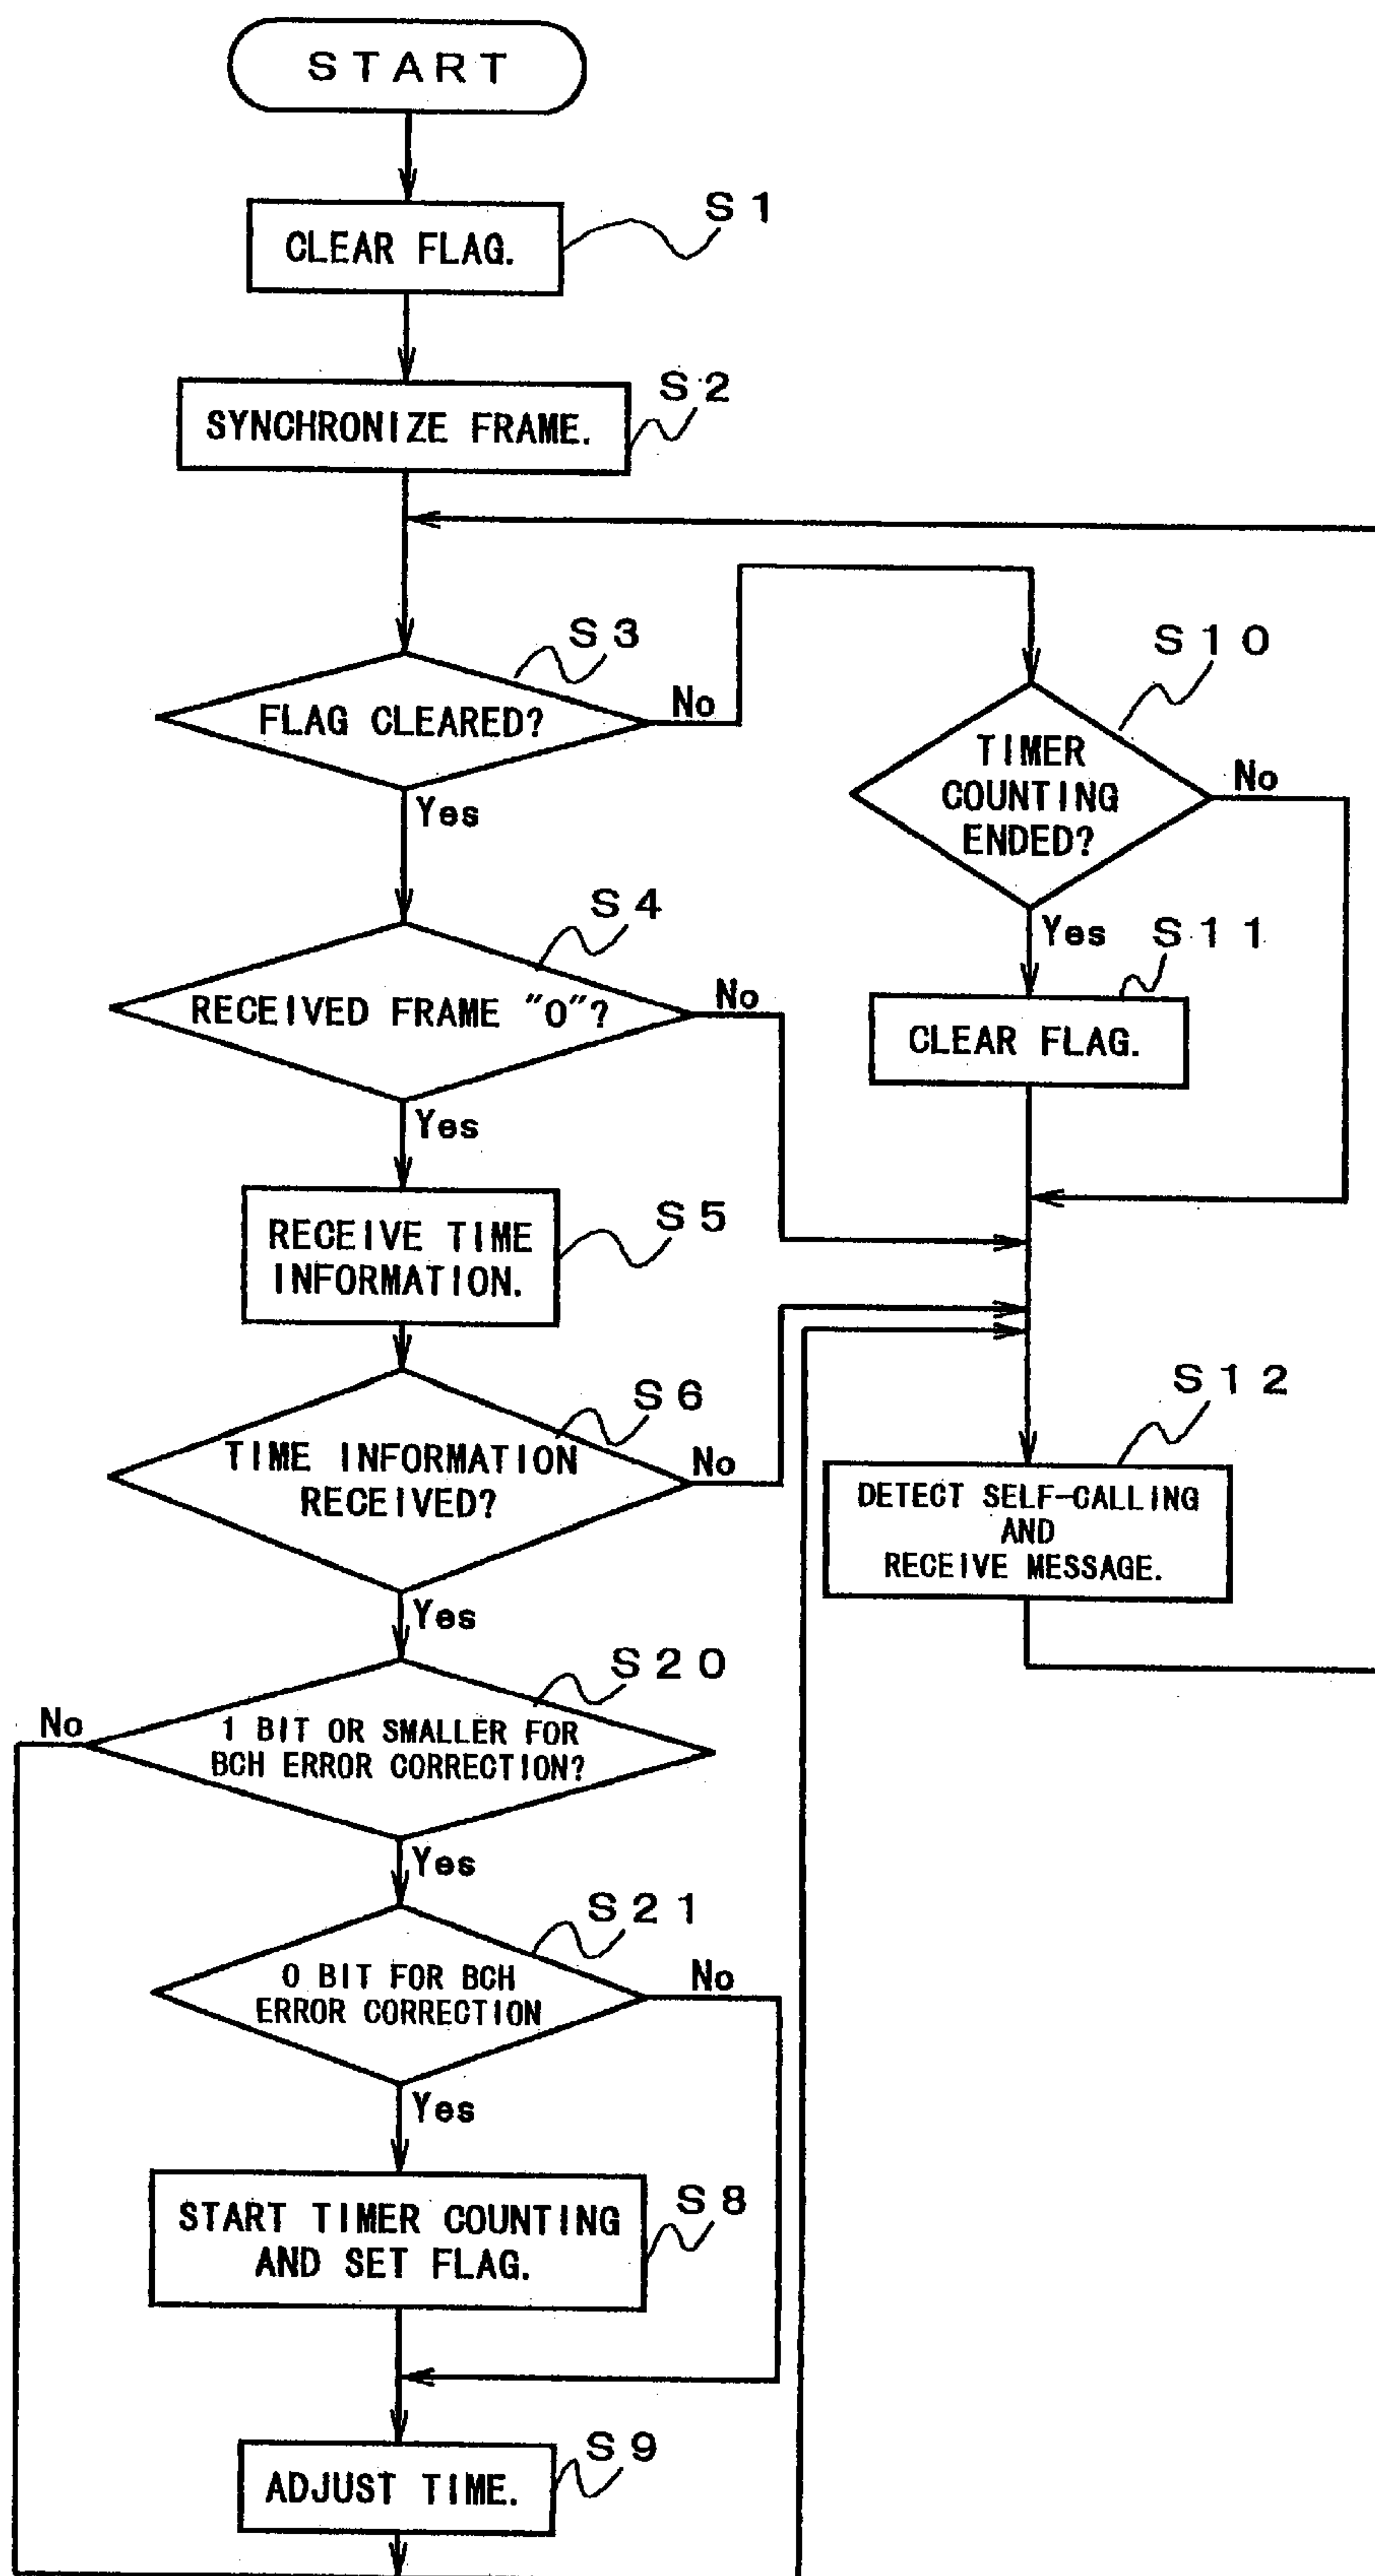 START
S1
CLEAR FLAG.
S2
SYNCHRONIZE FRAME.
S3
FLAG CLEARED?
No
Yes
S10
TIMER
COUNTING
ENDED?
No
Yes
S11
CLEAR FLAG.
S4
RECEIVED FRAME "0"?
No
Yes
S5
RECEIVE TIME
INFORMATION.
S6
TIME INFORMATION
RECEIVED?
No
Yes
S12
DETECT SELF-CALLING
AND
RECEIVE MESSAGE.
S20
No
1 BIT OR SMALLER FOR
BCH ERROR CORRECTION?
Yes
S21
0 BIT FOR BCH
ERROR CORRECTION
No
Yes
S8
START TIMER COUNTING
AND SET FLAG.
S9
ADJUST TIME.